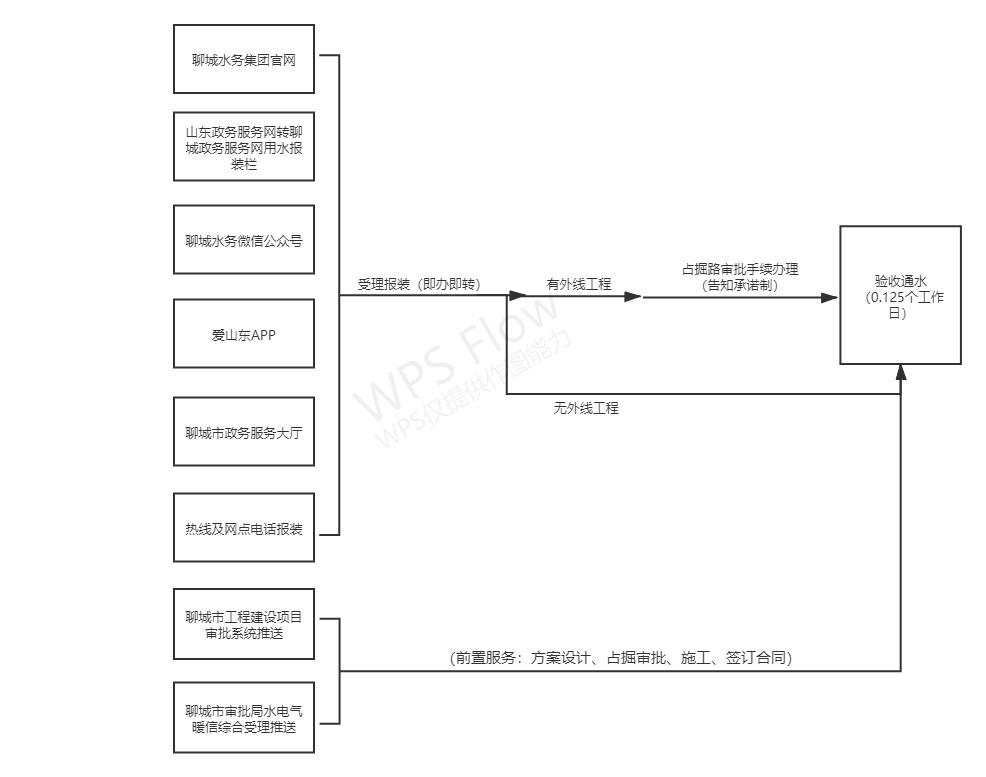 聊城水务集团官网
山东政务服务网转聊
城政务服务网用水报
装栏
聊城水务微信公众号
爱山东APP
聊城市政务服务大厅
热线及网点电话报装
聊城市工程建设项目
审批系统推送
聊城市审批局水电气
暖信综合受理推送
受理报装（即办即转）
有外线工程
占掘路审批手续办理
（告知承诺制）
验收通水
（0.125个工作
日）
无外线工程
（前置服务：方案设计、占掘审批、施工、签订合同）
WPS Flow
WPS仅提供作图能力